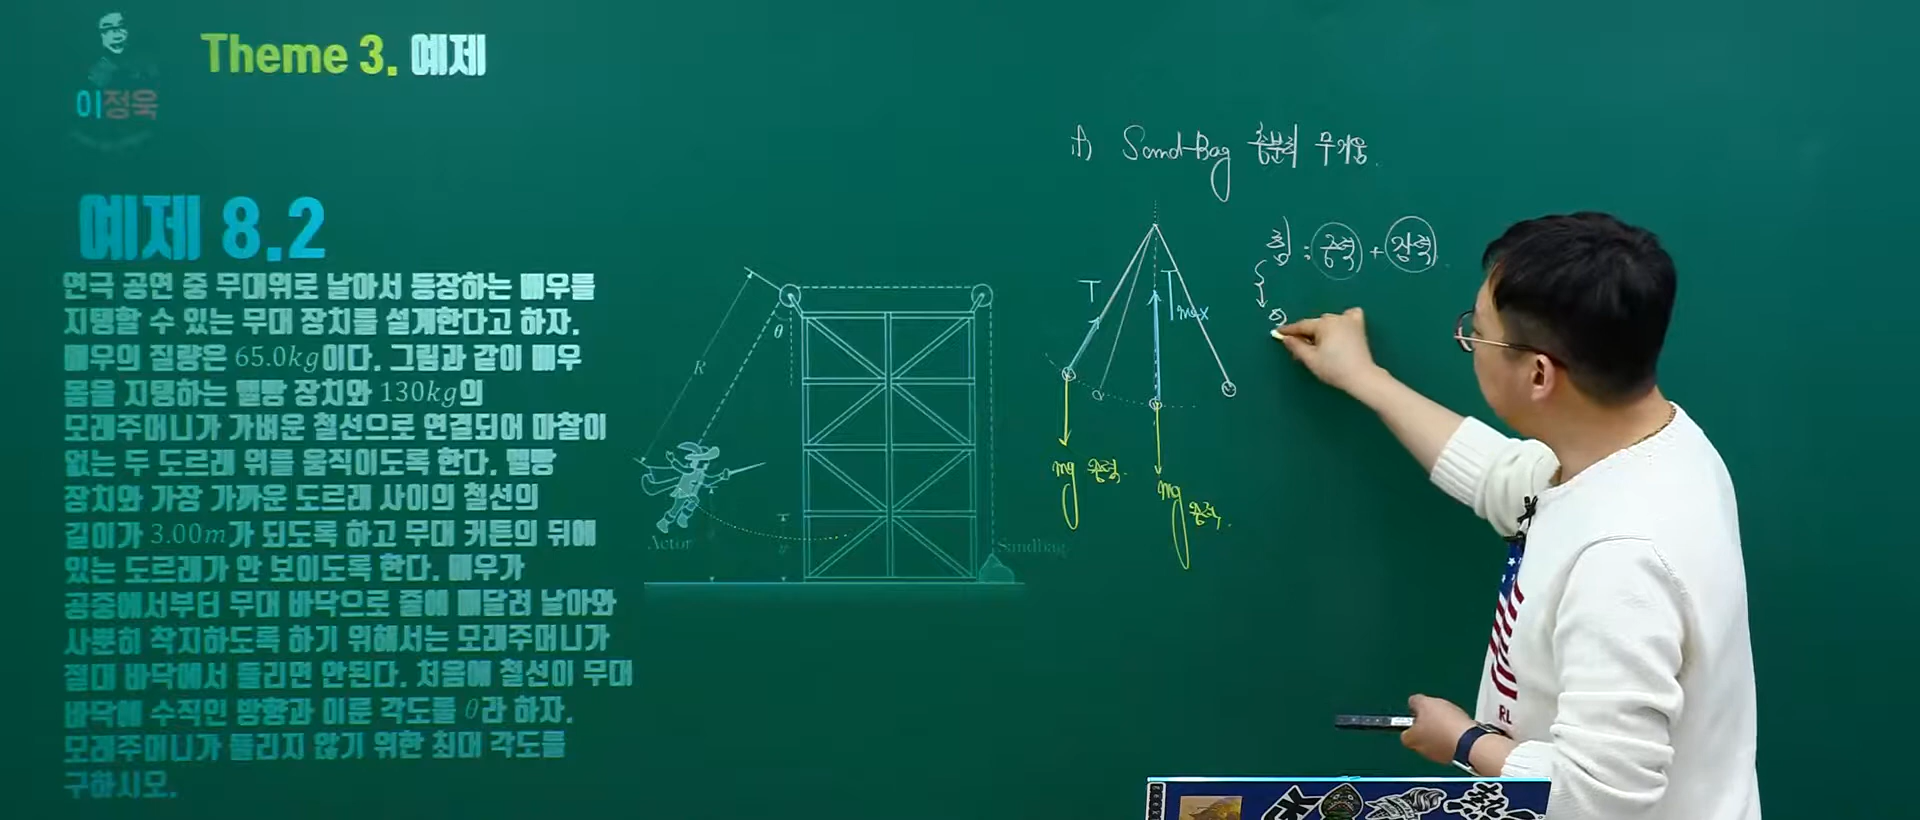 Theme 3. 예제
이정욱
예제 8.2
연극 공연 중 무대위로 날아서 등장하는 배우를
지탱할 수 있는 무대 장치를 설계한다고 하자.
배우의 질량은 65.0kg이다. 그림과 같이 배우
몸을 지탱하는 멜빵 장치와 130kg의
모래주머니가 가벼운 철선으로 연결되어 마찰이
없는 두 도르래 위를 움직이도록 한다. 멜빵
장치와 가장 가까운 도르래 사이의 철선의
길이가 3.00m가 되도록 하고 무대 커튼의 뒤에
있는 도르래가 안 보이도록 한다. 배우가
공중에서부터 무대 바닥으로 줄에 매달려 날아와
사뿐히 착지하도록 하기 위해서는 모래주머니가
절대 바닥에서 들리면 안된다. 처음에 철선이 무대
바닥에 수직인 방향과 이룬 각도를 θ라 하자.
모래주머니가 들리지 않기 위한 최대 각도를
구하시오.
θ
R
Actor
Sandbag
if) Sand-Bag 충분히 무거움.
힘 : 중력 + 장력
T
Tmax
mg 중력.
mg 중력.
RL